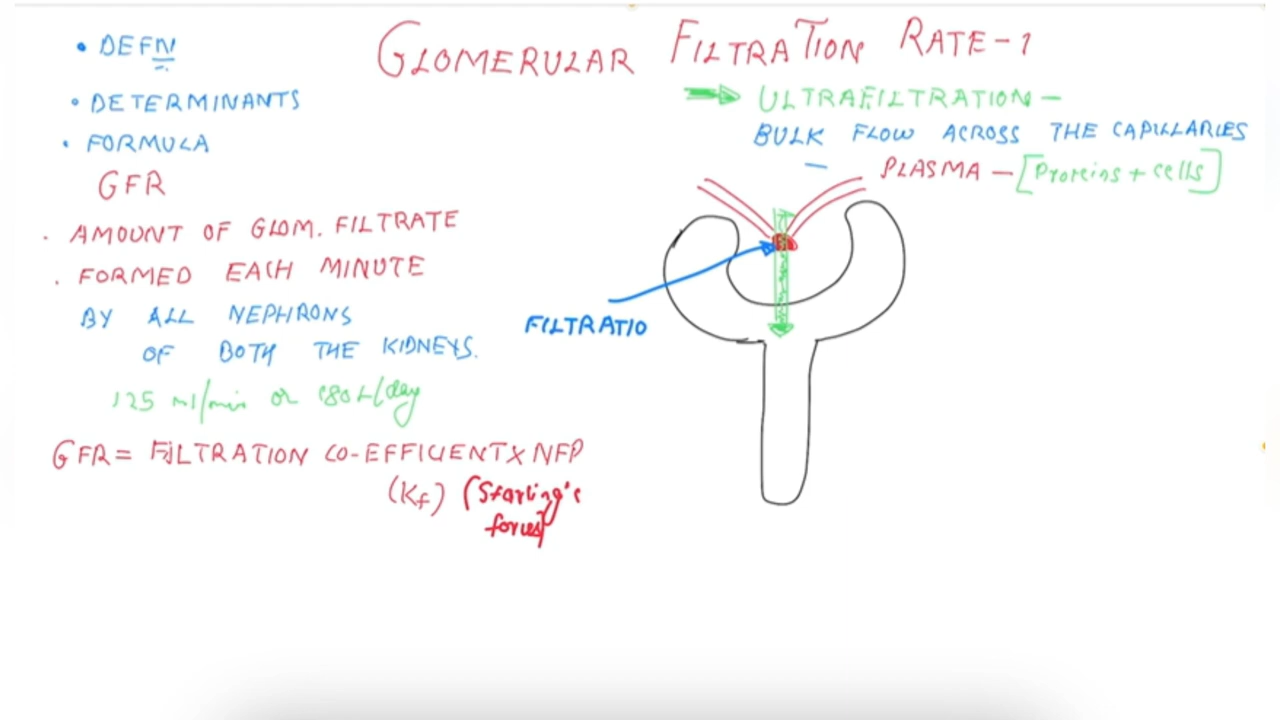 GLOMERULAR FILTRATION RATE-1
• DEFN
• DETERMINANTS
• FORMULA
GFR
. AMOUNT OF GLOM. FILTRATE
. FORMED EACH MINUTE
BY ALL NEPHRONS
OF BOTH THE KIDNEYS.
125 ml/min or 180 L/day
GFR = FILTRATION CO-EFFICIENT X NFP
(Kf) (Starling's
forces)
ULTRAFILTRATION –
BULK FLOW ACROSS THE CAPILLARIES
– PLASMA – [Proteins + cells]
FILTRATIO